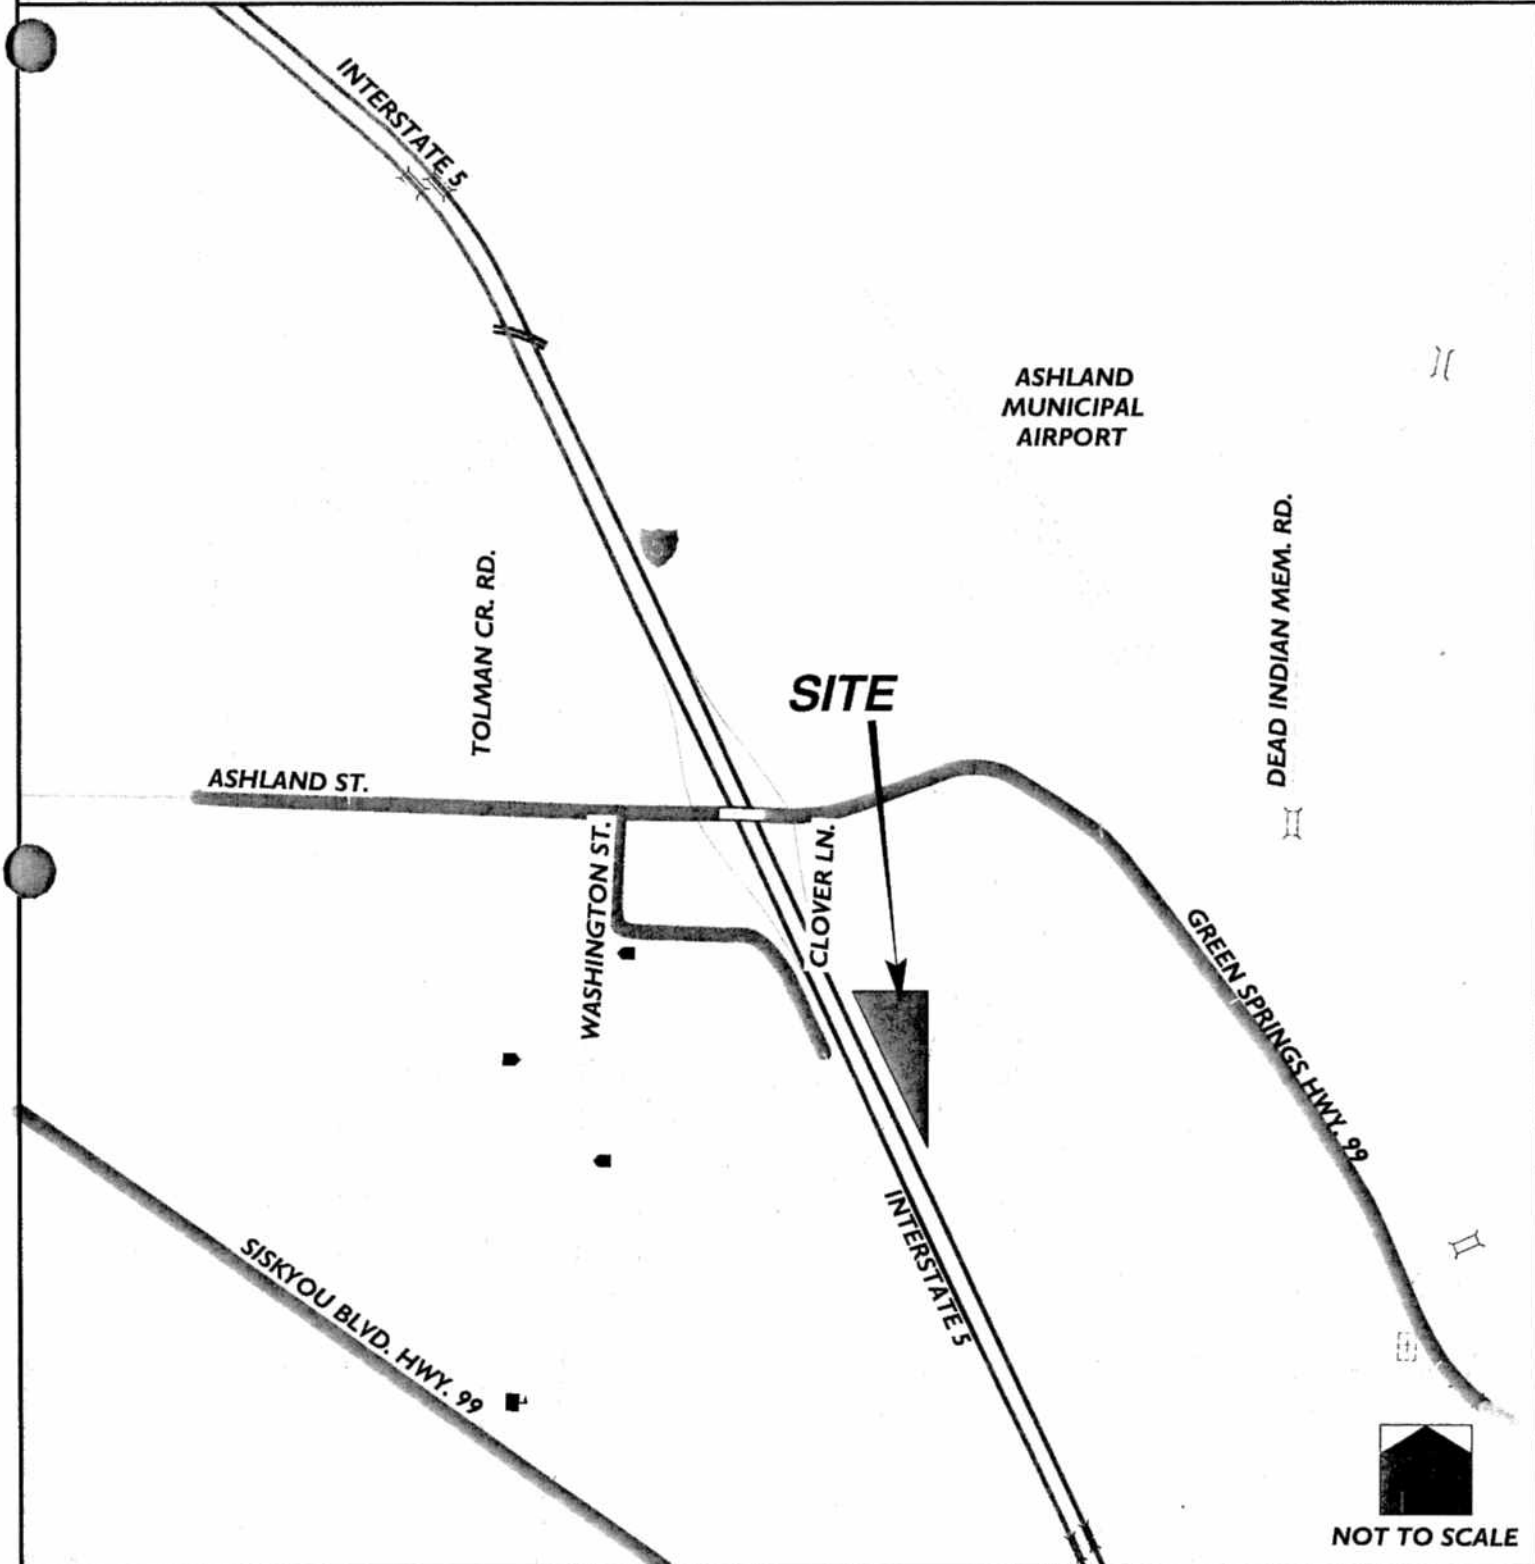 INTERSTATE 5
ASHLAND
MUNICIPAL
AIRPORT
TOLMAN CR. RD.
DEAD INDIAN MEM. RD.
SITE
ASHLAND ST.
WASHINGTON ST.
CLOVER LN.
GREEN SPRINGS HWY. 99
INTERSTATE 5
SISKYOU BLVD. HWY. 99
NOT TO SCALE